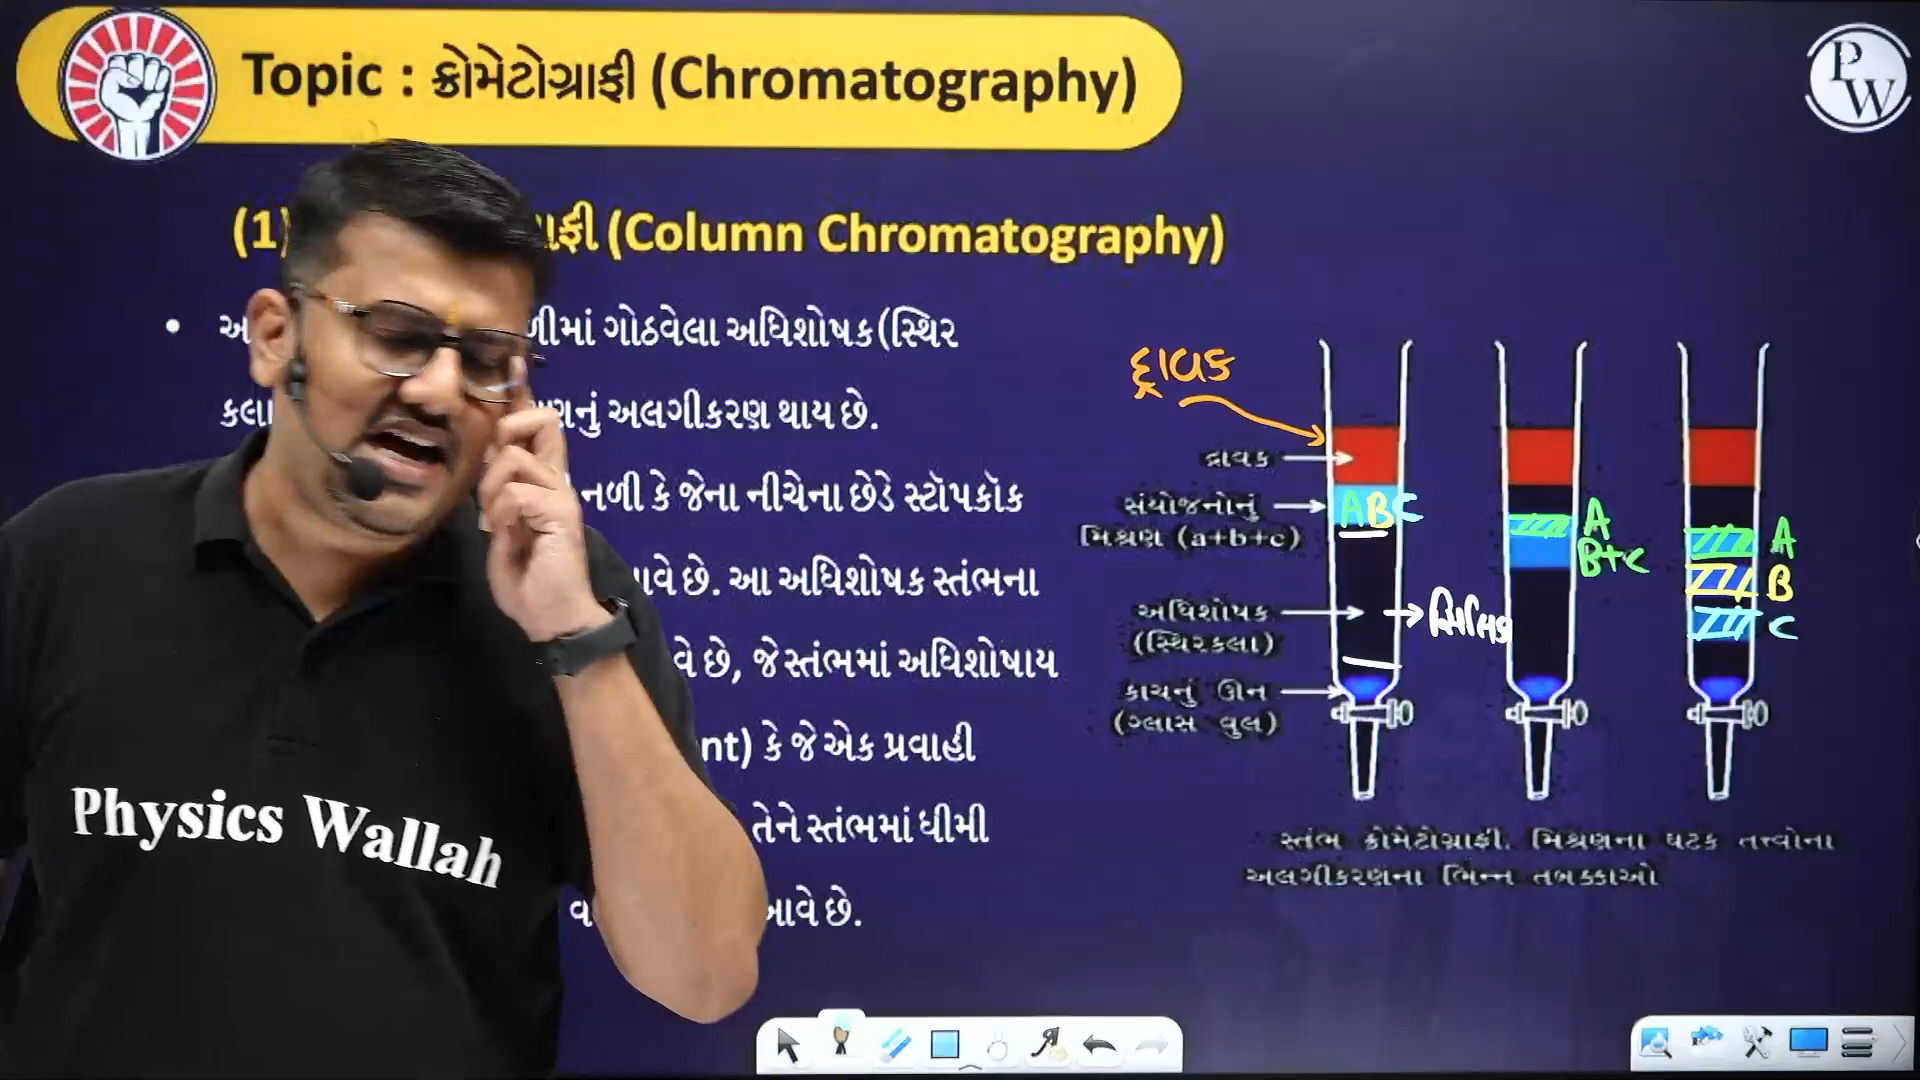 Topic : ક્રોમેટોગ્રાફી (Chromatography)
PW
(1) (Column Chromatography)
ગોઠવેલા અધિશોષક (સ્થિર
અલગીકરણ થાય છે.
નળી કે જેના નીચેના છેડે સ્ટૉપકૉક
છે. આ અધિશોષક સ્તંભના
છે, જે સ્તંભમાં અધિશોષાય
કે જે એક પ્રવાહી
તેને સ્તંભમાં ધીમી
છે.
દ્રાવક
દ્રાવક
સંયોજનોનું
મિશ્રણ (a+b+c)
ABC
અધિશોષક
(સ્થિરકલા)
કાચનું ઊન
(ગ્લાસ વુલ)
A
B+C
A
B
C
સ્તંભ ક્રોમેટોગ્રાફી. મિશ્રણના ઘટક તત્ત્વોના
અલગીકરણના ભિન્ન તબક્કાઓ
Physics Wallah